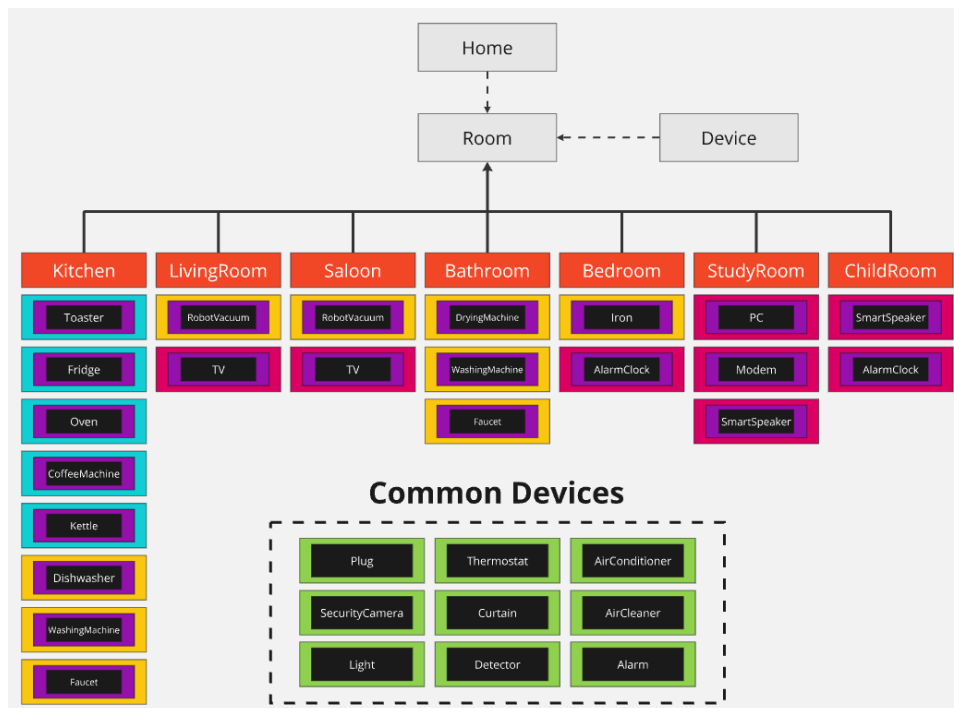 Home
Room
Device
Kitchen
LivingRoom
Saloon
Bathroom
Bedroom
StudyRoom
ChildRoom
Toaster
RobotVacuum
RobotVacuum
DryingMachine
Iron
PC
SmartSpeaker
Fridge
TV
TV
WashingMachine
AlarmClock
Modem
AlarmClock
Oven
Faucet
SmartSpeaker
CoffeeMachine
Kettle
Dishwasher
WashingMachine
Faucet
Common Devices
Plug
Thermostat
AirConditioner
SecurityCamera
Curtain
AirCleaner
Light
Detector
Alarm